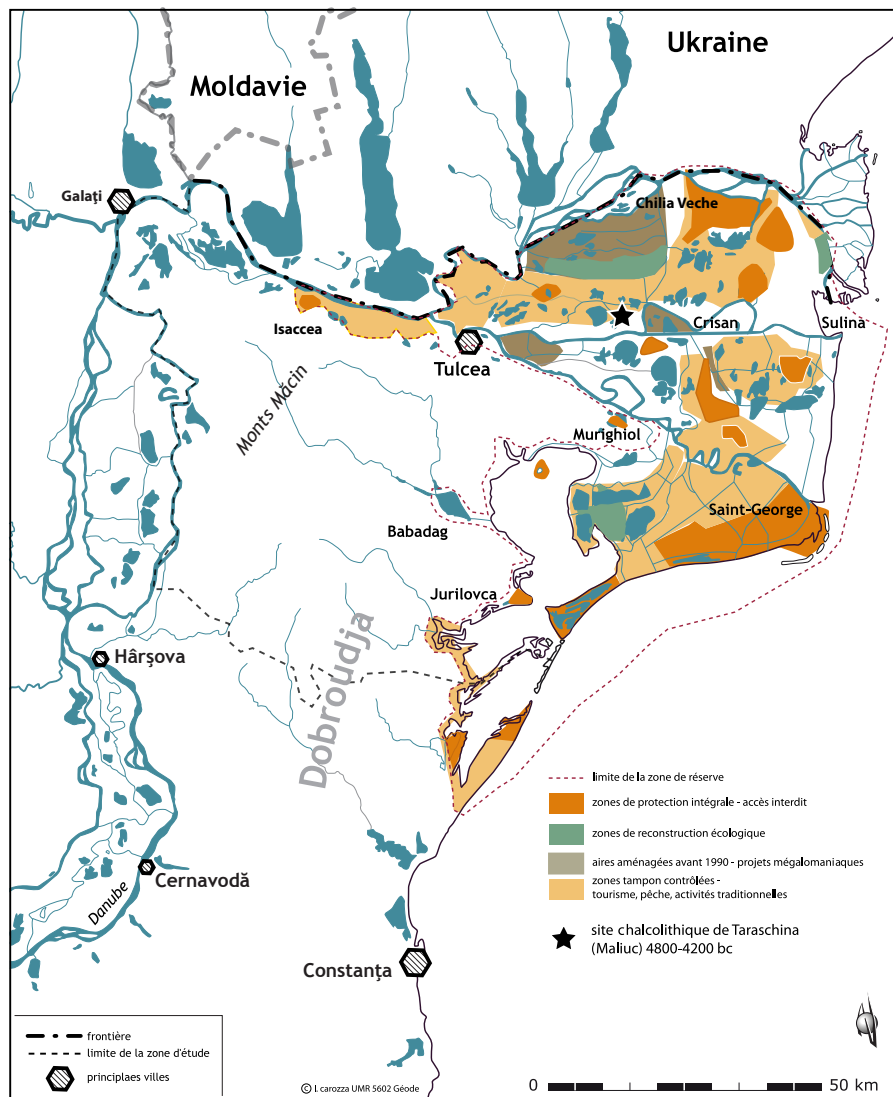 Ukraine
Moldavie
Galaţi
Chilia Veche
Isaccea
Crisan
Sulina
Tulcea
Monts Măcin
Murighiol
Saint-George
Babadag
Jurilovca
Hârşova
Dobroudja
limite de la zone de réserve
zones de protection intégrale - accès interdit
zones de reconstruction écologique
aires aménagées avant 1990 - projets mégalomaniaques
zones tampon contrôlées -
tourisme, pêche, activités traditionnelles
Cernavodă
Danube
site chalcolithique de Taraschina
(Maliuc) 4800-4200 bc
Constanţa
frontière
limite de la zone d'étude
principlaes villes
© L carozza UMR 5602 Géode
0 50 km